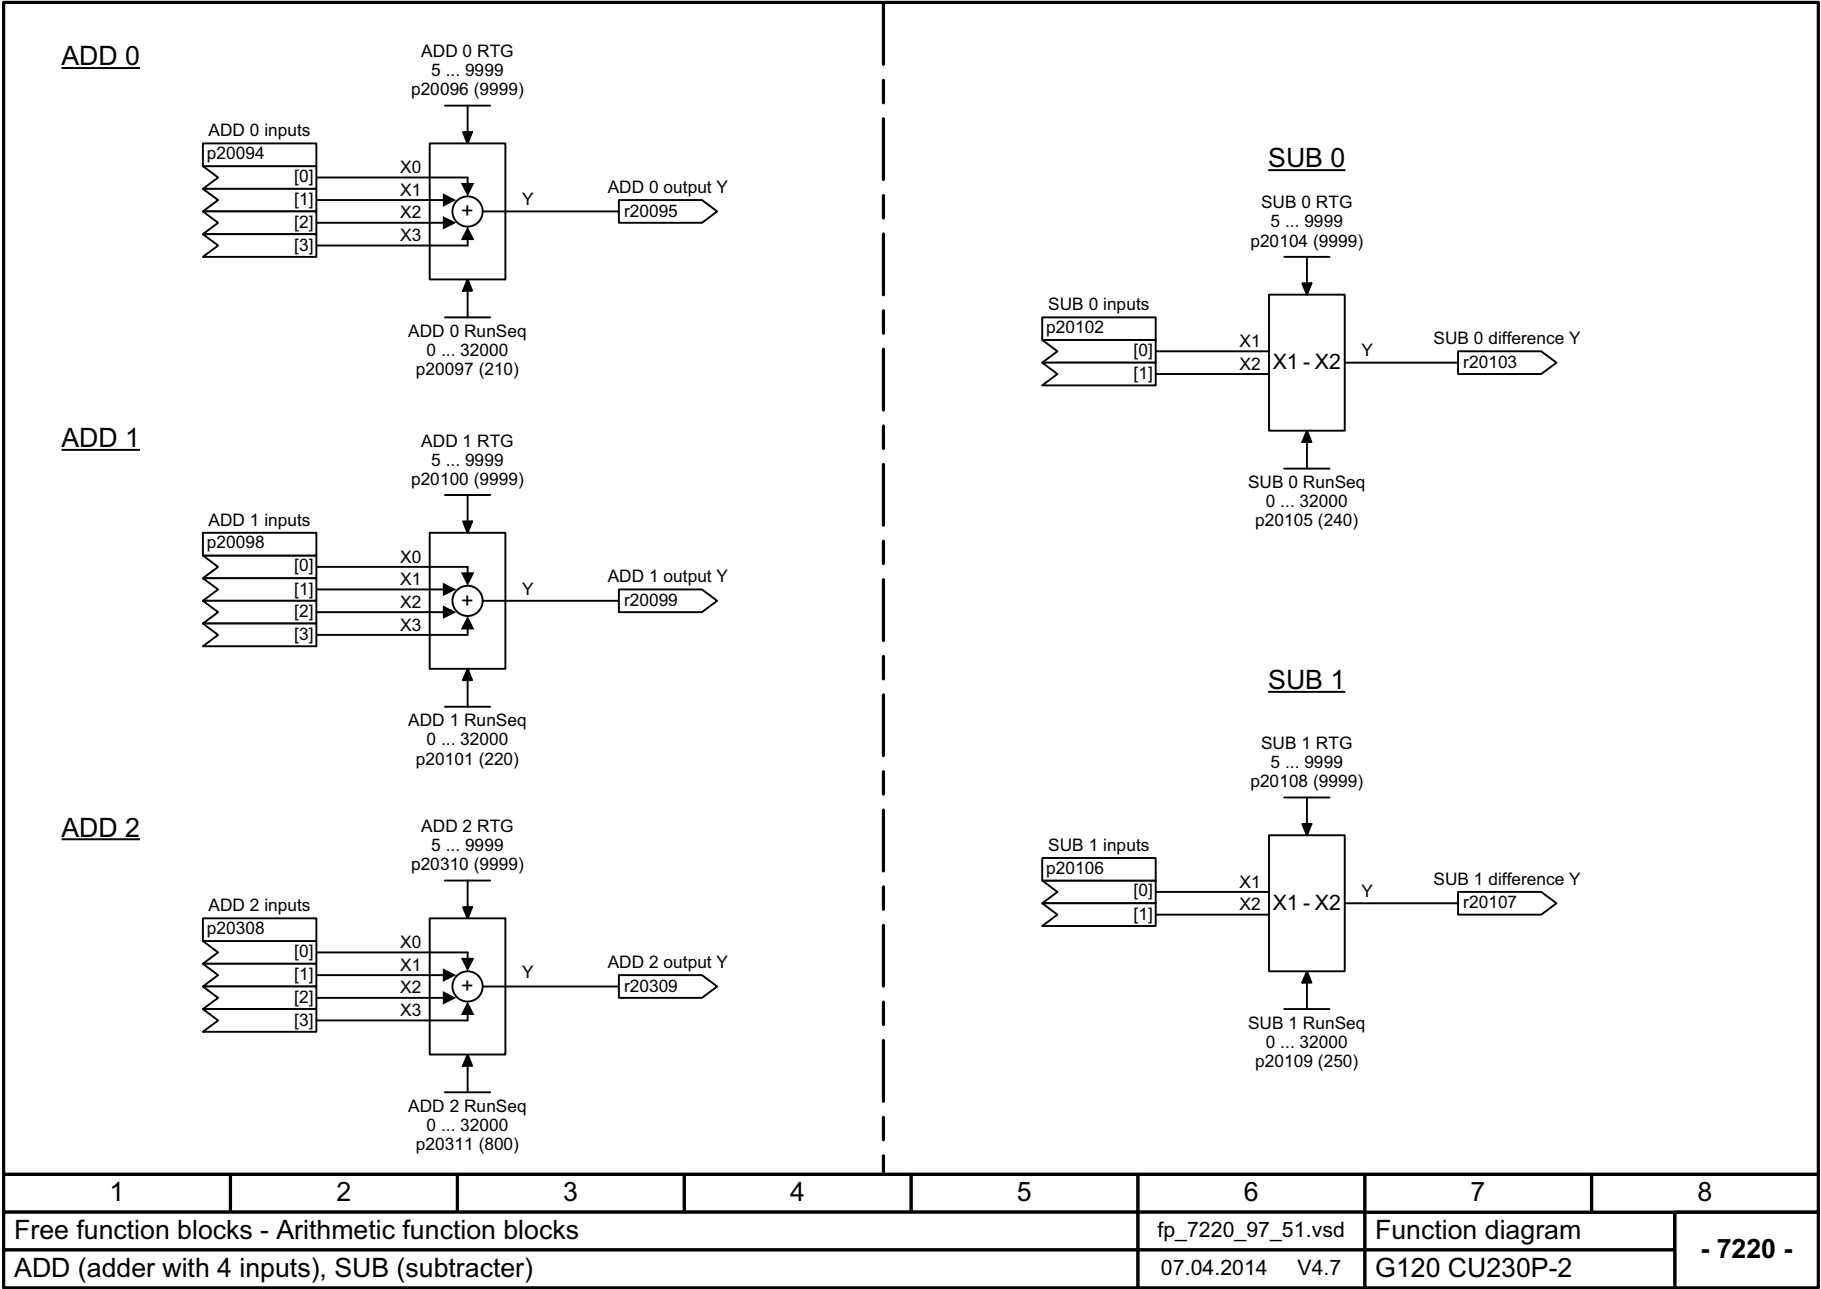 ADD 0
ADD 0 RTG
5 ... 9999
p20096 (9999)
ADD 0 inputs
p20094
[0]
[1]
[2]
[3]
X0
X1
X2
X3
+
Y
ADD 0 output Y
r20095
ADD 0 RunSeq
0 ... 32000
p20097 (210)
ADD 1
ADD 1 RTG
5 ... 9999
p20100 (9999)
ADD 1 inputs
p20098
[0]
[1]
[2]
[3]
X0
X1
X2
X3
+
Y
ADD 1 output Y
r20099
ADD 1 RunSeq
0 ... 32000
p20101 (220)
ADD 2
ADD 2 RTG
5 ... 9999
p20310 (9999)
ADD 2 inputs
p20308
[0]
[1]
[2]
[3]
X0
X1
X2
X3
+
Y
ADD 2 output Y
r20309
ADD 2 RunSeq
0 ... 32000
p20311 (800)
SUB 0
SUB 0 RTG
5 ... 9999
p20104 (9999)
SUB 0 inputs
p20102
[0]
[1]
X1
X2
X1 - X2
Y
SUB 0 difference Y
r20103
SUB 0 RunSeq
0 ... 32000
p20105 (240)
SUB 1
SUB 1 RTG
5 ... 9999
p20108 (9999)
SUB 1 inputs
p20106
[0]
[1]
X1
X2
X1 - X2
Y
SUB 1 difference Y
r20107
SUB 1 RunSeq
0 ... 32000
p20109 (250)
1 2 3 4 5 6 7 8
Free function blocks - Arithmetic function blocks
fp_7220_97_51.vsd
Function diagram
- 7220 -
ADD (adder with 4 inputs), SUB (subtracter)
07.04.2014 V4.7
G120 CU230P-2